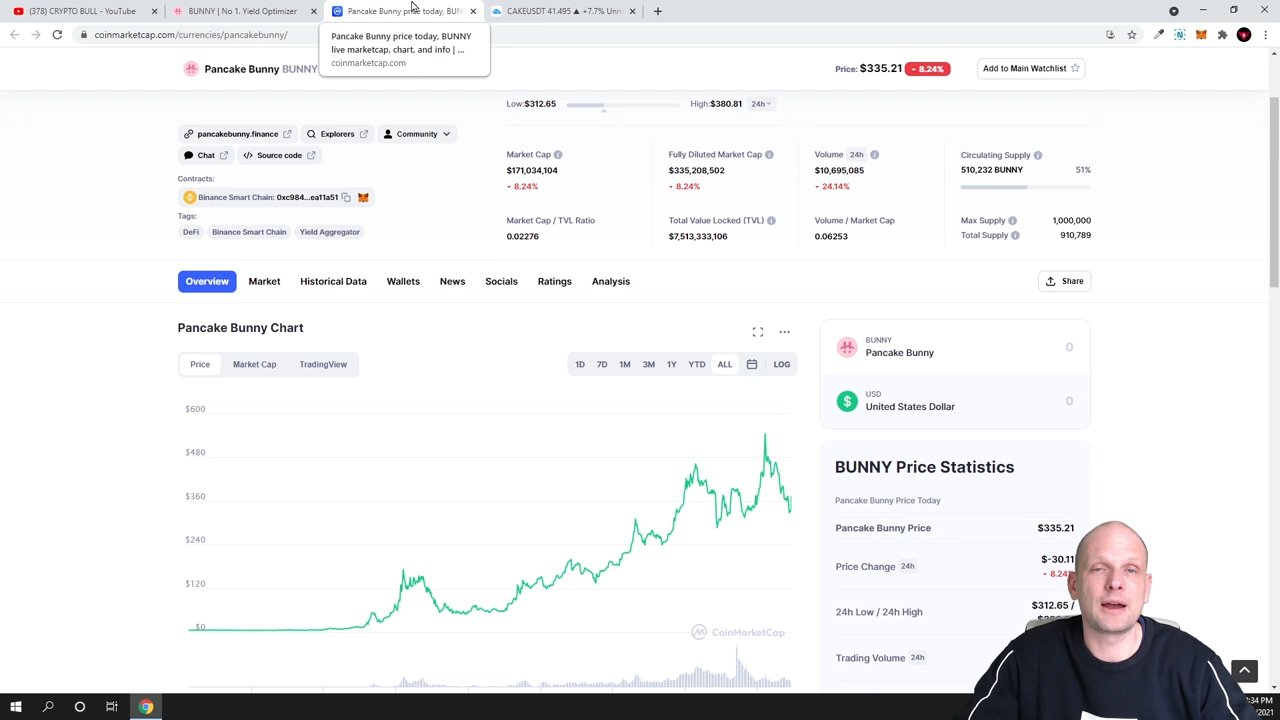 (378) CRYPTO BULL - YouTube
BUNNY | No 1. Yield Optimizer
Pancake Bunny price today, BUN
CAKEUSDT 41.495 ▲ +7.7% Unna
coinmarketcap.com/currencies/pancakebunny/
Pancake Bunny price today, BUNNY
live marketcap, chart, and info | ...
coinmarketcap.com
Pancake Bunny BUNNY
Price: $335.21 8.24%
Add to Main Watchlist
Low:$312.65
High:$380.81
24h
pancakebunny.finance
Explorers
Community
Chat
Source code
Contracts:
Binance Smart Chain: 0xc984...ea11a51
Tags:
DeFi
Binance Smart Chain
Yield Aggregator
Market Cap
$171,034,104
8.24%
Fully Diluted Market Cap
$335,208,502
8.24%
Volume 24h
$10,695,085
24.14%
Circulating Supply
510,232 BUNNY 51%
Market Cap / TVL Ratio
0.02276
Total Value Locked (TVL)
$7,513,333,106
Volume / Market Cap
0.06253
Max Supply 1,000,000
Total Supply 910,789
Overview
Market
Historical Data
Wallets
News
Socials
Ratings
Analysis
Share
Pancake Bunny Chart
Price
Market Cap
TradingView
1D
7D
1M
3M
1Y
YTD
ALL
LOG
$600
$480
$360
$240
$120
$0
CoinMarketCap
BUNNY
Pancake Bunny
0
USD
United States Dollar
0
BUNNY Price Statistics
Pancake Bunny Price Today
Pancake Bunny Price $335.21
Price Change 24h $-30.11
8.24%
24h Low / 24h High $312.65 /
Trading Volume 24h
:34 PM
/2021